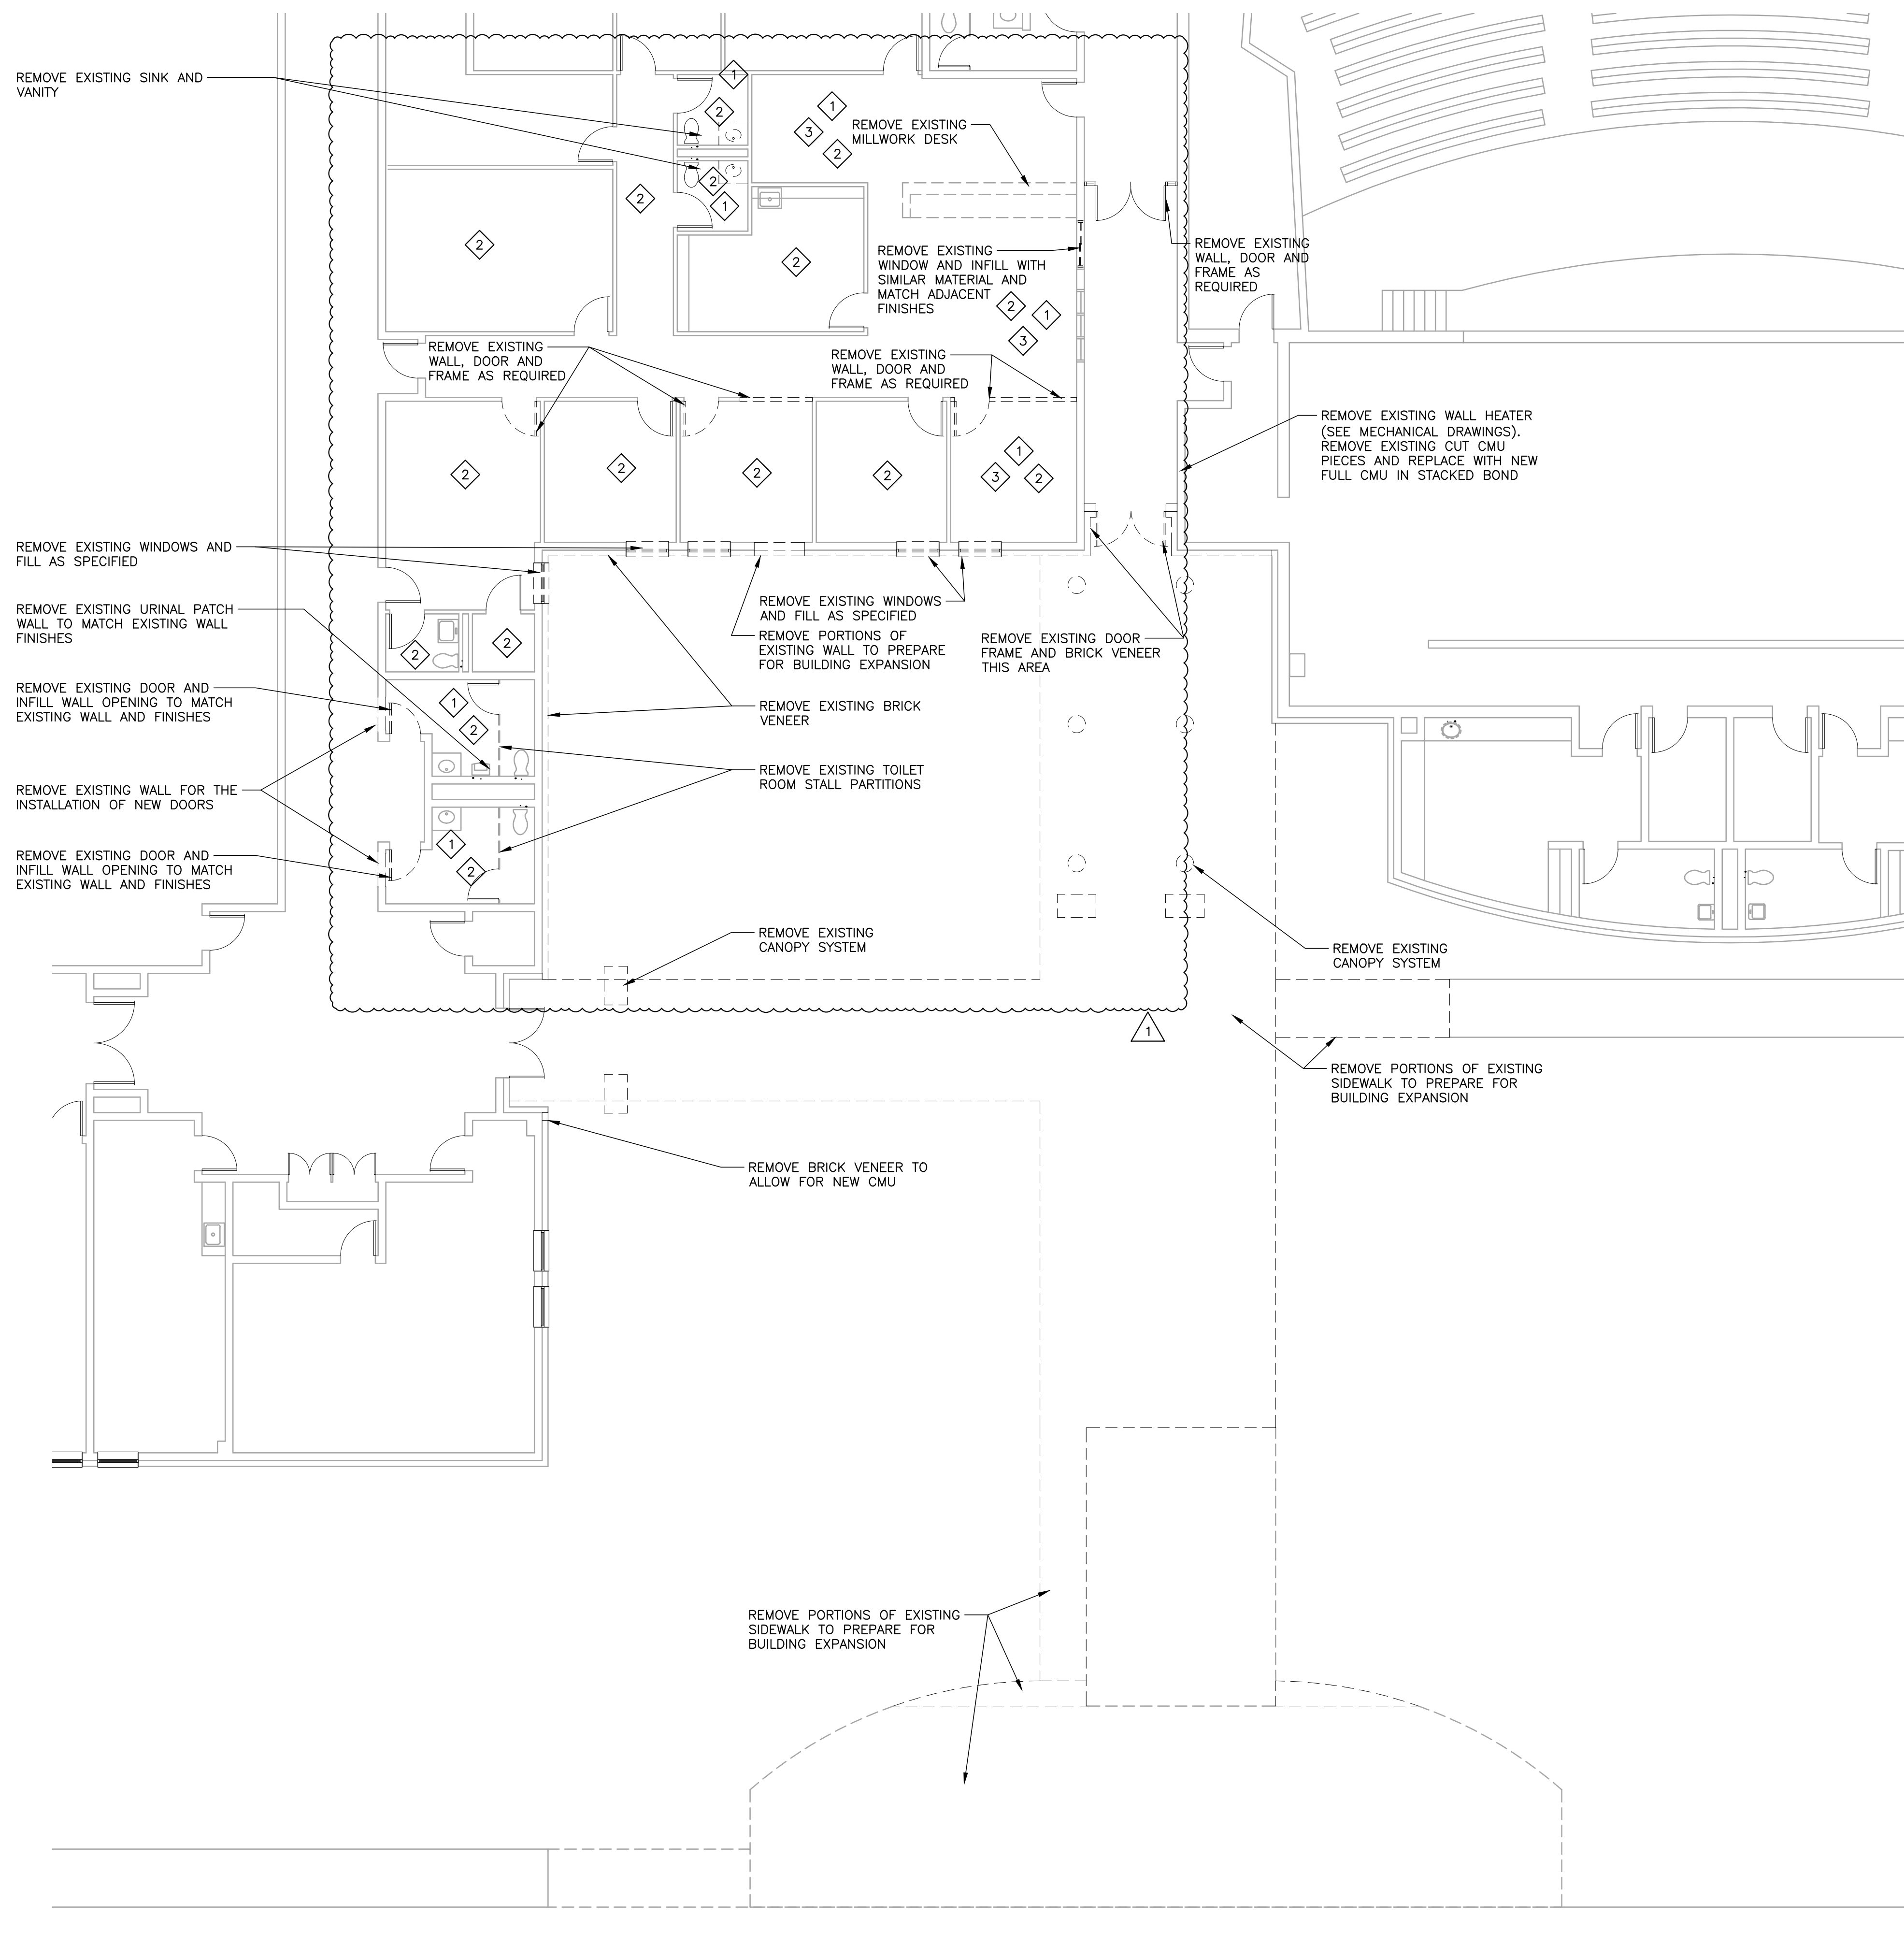 REMOVE EXISTING SINK AND
VANITY
1
2
1
3
2
REMOVE EXISTING
MILLWORK DESK
2
1
2
2
2
REMOVE EXISTING
WINDOW AND INFILL WITH
SIMILAR MATERIAL AND
MATCH ADJACENT
FINISHES
REMOVE EXISTING
WALL, DOOR AND
FRAME AS
REQUIRED
2
1
3
REMOVE EXISTING
WALL, DOOR AND
FRAME AS REQUIRED
REMOVE EXISTING
WALL, DOOR AND
FRAME AS REQUIRED
REMOVE EXISTING WALL HEATER
(SEE MECHANICAL DRAWINGS).
REMOVE EXISTING CUT CMU
PIECES AND REPLACE WITH NEW
FULL CMU IN STACKED BOND
2
2
2
2
1
3
2
REMOVE EXISTING WINDOWS AND
FILL AS SPECIFIED
REMOVE EXISTING URINAL PATCH
WALL TO MATCH EXISTING WALL
FINISHES
REMOVE EXISTING WINDOWS
AND FILL AS SPECIFIED
REMOVE PORTIONS OF
EXISTING WALL TO PREPARE
FOR BUILDING EXPANSION
REMOVE EXISTING DOOR
FRAME AND BRICK VENEER
THIS AREA
2
2
REMOVE EXISTING DOOR AND
INFILL WALL OPENING TO MATCH
EXISTING WALL AND FINISHES
1
2
REMOVE EXISTING BRICK
VENEER
REMOVE EXISTING TOILET
ROOM STALL PARTITIONS
REMOVE EXISTING WALL FOR THE
INSTALLATION OF NEW DOORS
REMOVE EXISTING DOOR AND
INFILL WALL OPENING TO MATCH
EXISTING WALL AND FINISHES
1
2
REMOVE EXISTING
CANOPY SYSTEM
REMOVE EXISTING
CANOPY SYSTEM
1
REMOVE PORTIONS OF EXISTING
SIDEWALK TO PREPARE FOR
BUILDING EXPANSION
REMOVE BRICK VENEER TO
ALLOW FOR NEW CMU
REMOVE PORTIONS OF EXISTING
SIDEWALK TO PREPARE FOR
BUILDING EXPANSION